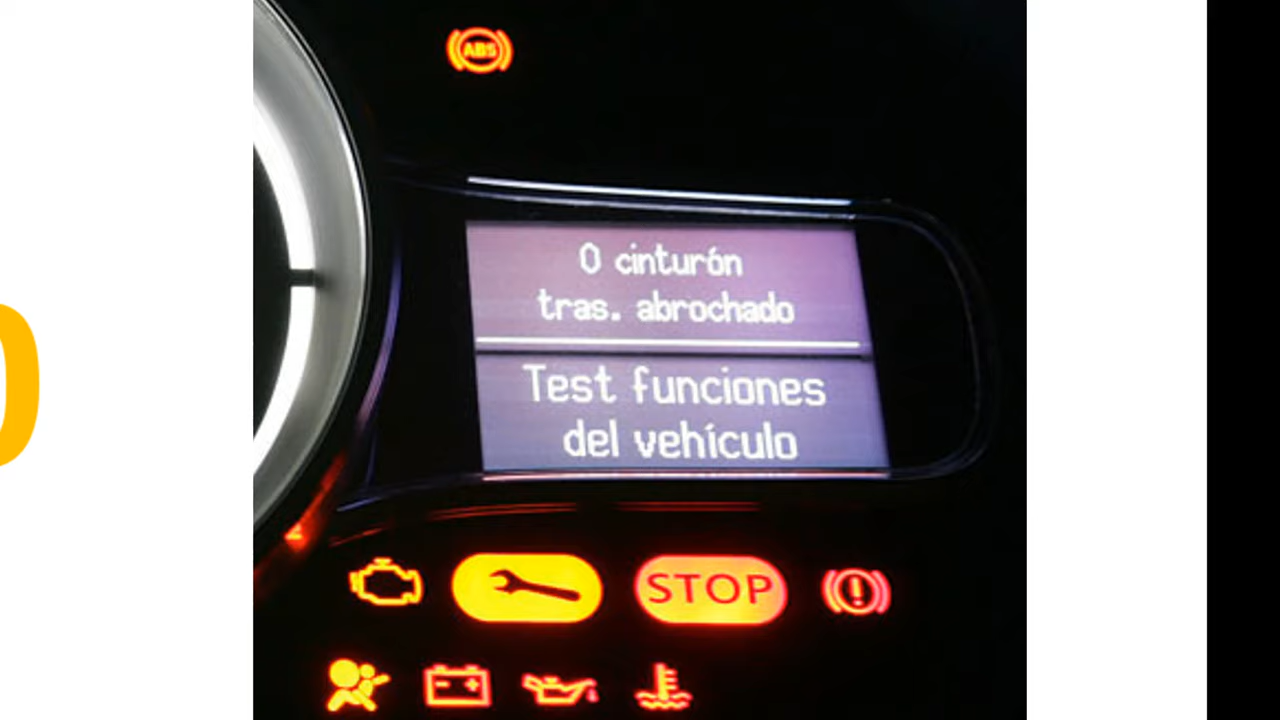 ABS
0 cinturón
tras. abrochado
Test funciones
del vehículo
STOP